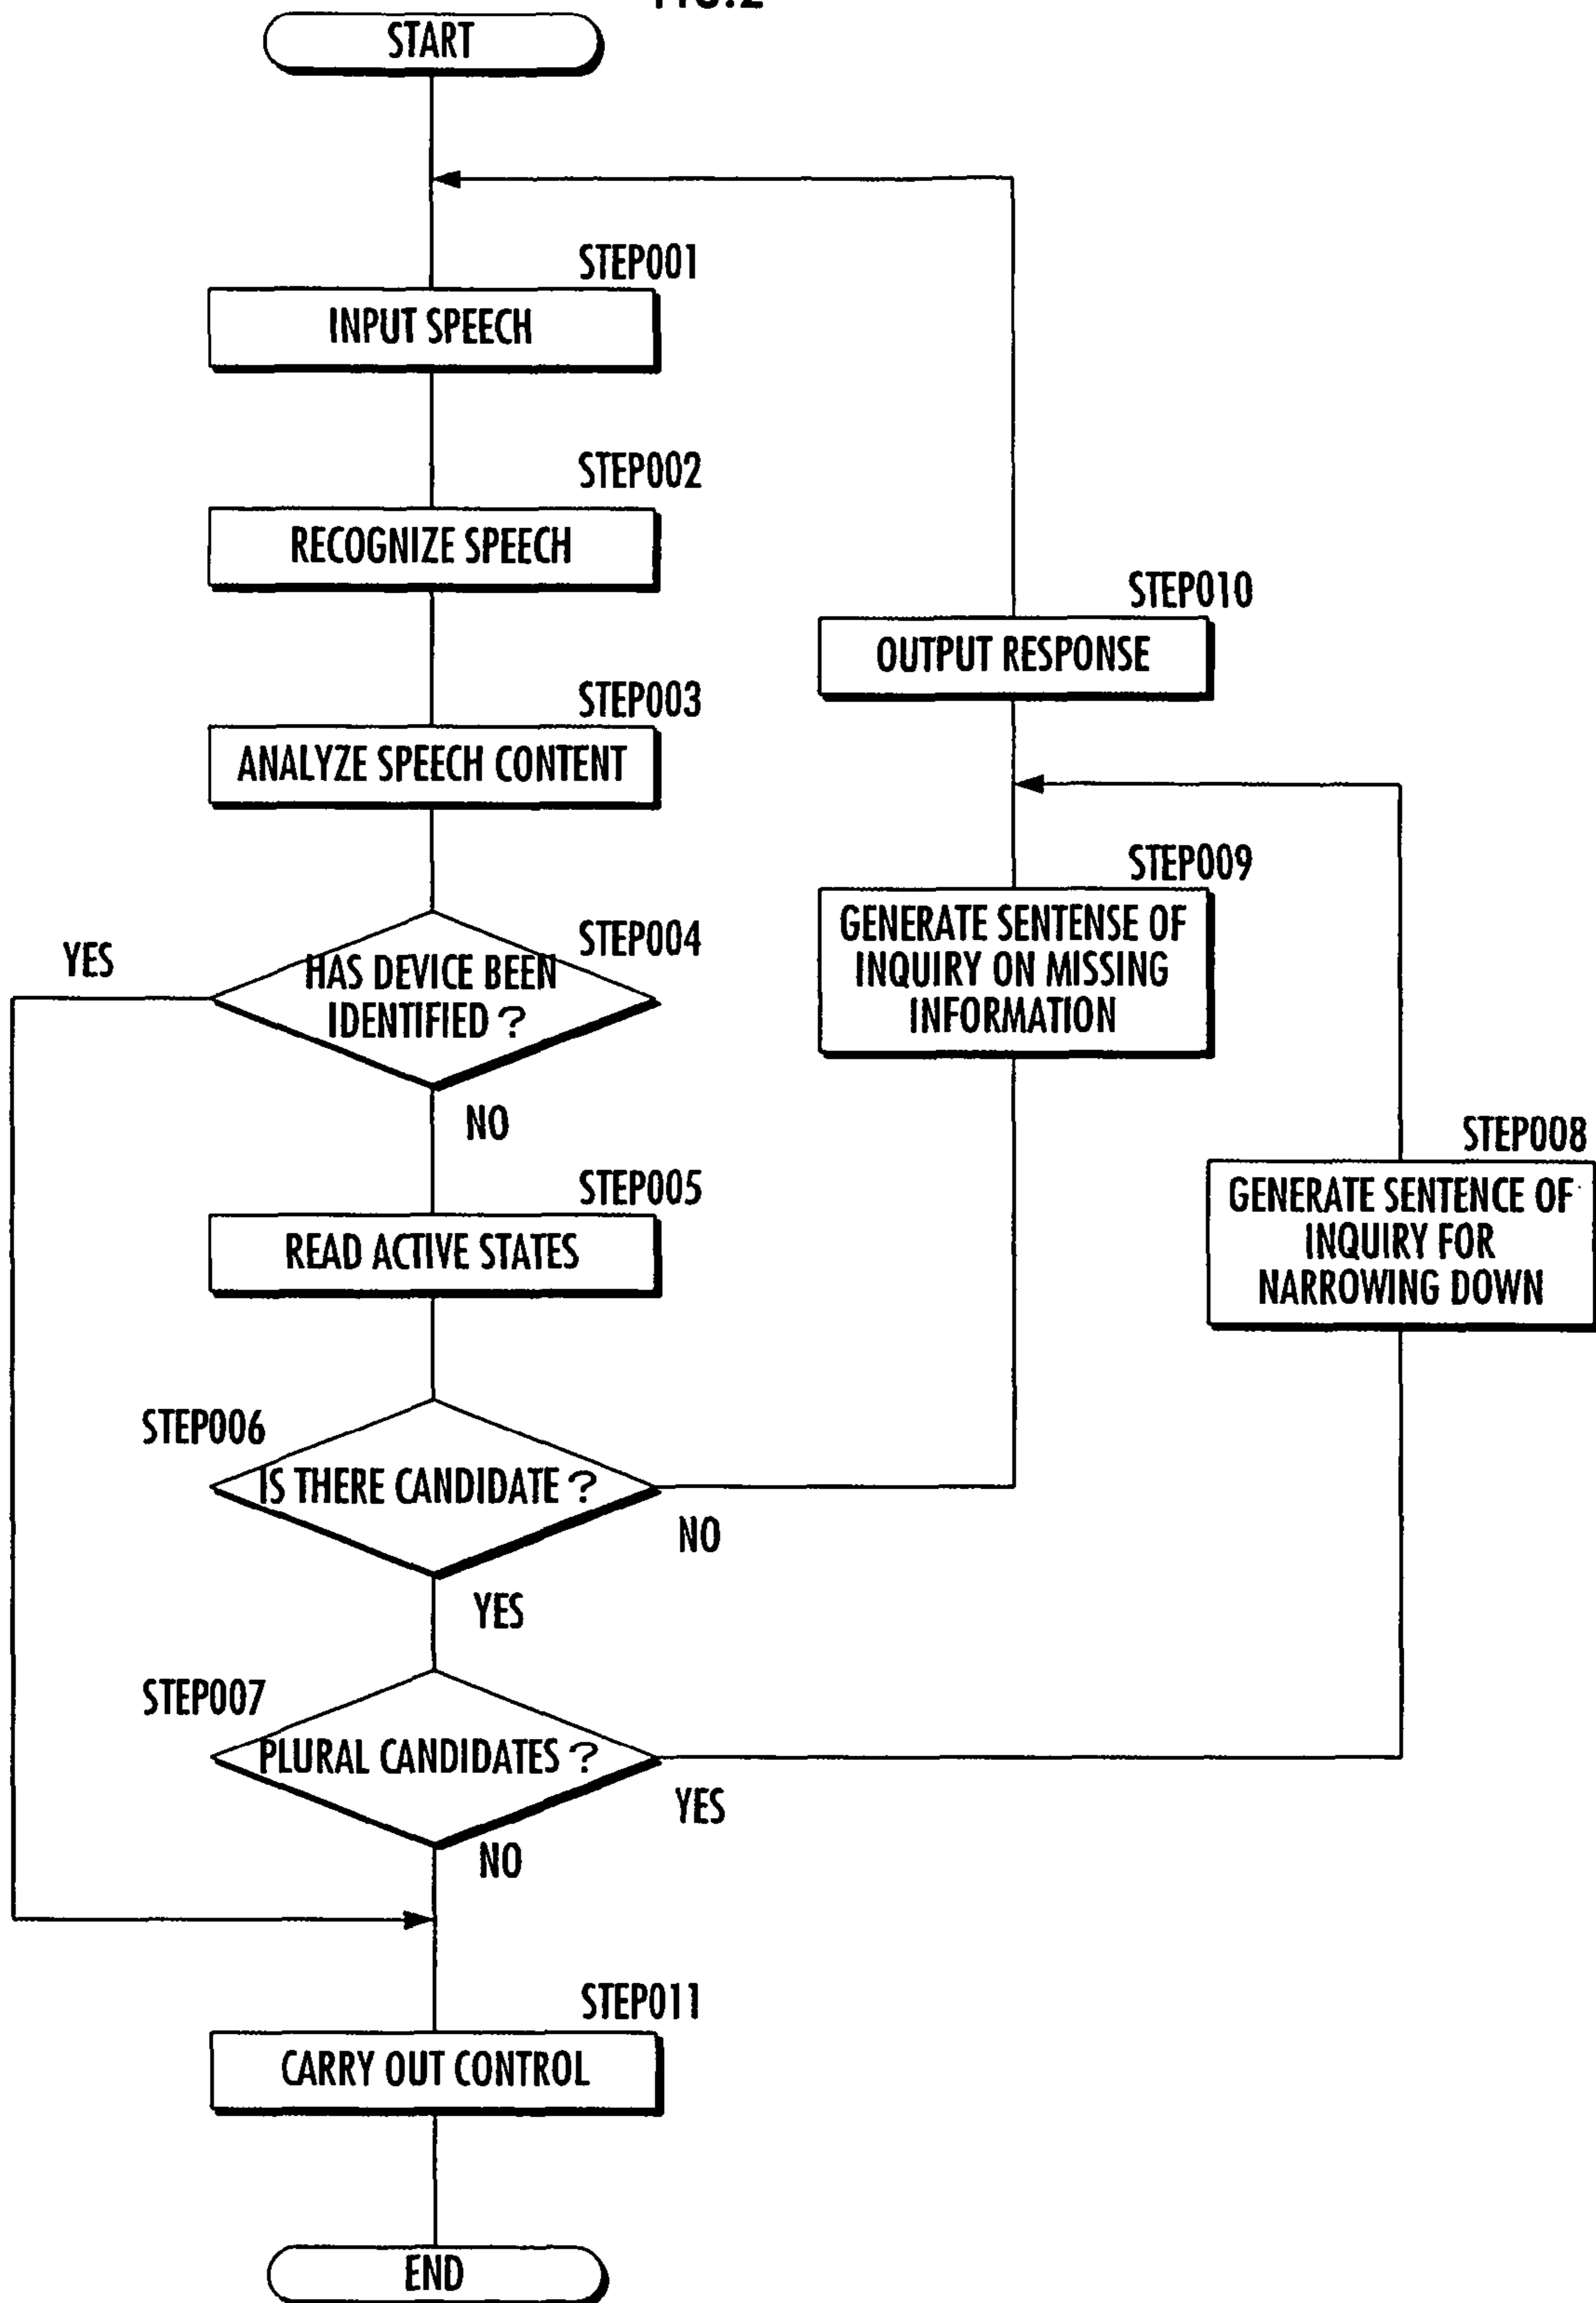 START
STEP001
INPUT SPEECH
STEP002
RECOGNIZE SPEECH
STEP010
OUTPUT RESPONSE
STEP003
ANALYZE SPEECH CONTENT
STEP009
GENERATE SENTENSE OF
INQUIRY ON MISSING
INFORMATION
STEP004
YES
HAS DEVICE BEEN
IDENTIFIED ?
NO
STEP008
GENERATE SENTENCE OF
INQUIRY FOR
NARROWING DOWN
STEP005
READ ACTIVE STATES
STEP006
IS THERE CANDIDATE ?
NO
YES
STEP007
PLURAL CANDIDATES ?
YES
NO
STEP011
CARRY OUT CONTROL
END